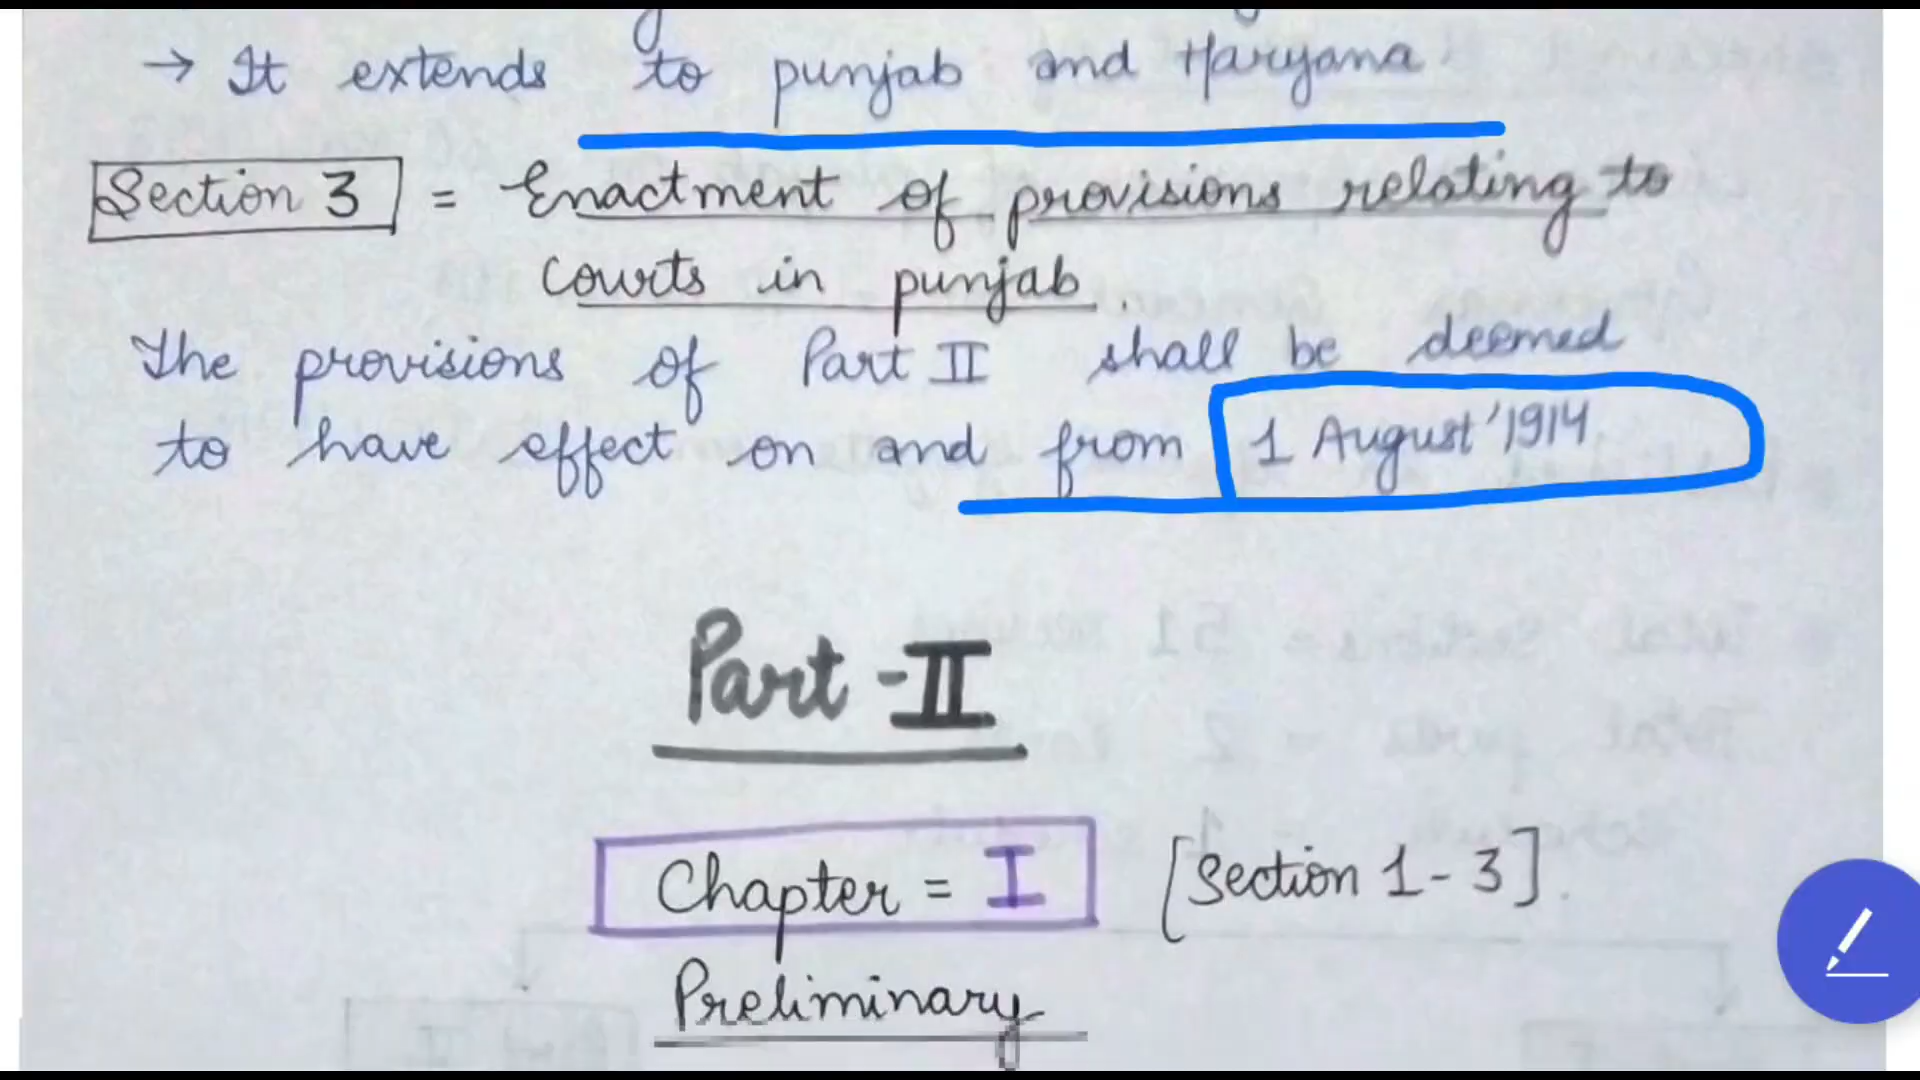 → It extends to punjab and Haryana
Section 3 = Enactment of provisions relating to
courts in punjab.
The provisions of Part II shall be deemed
to have effect on and from 1 August '1914.
Part -II
Chapter = I [Section 1 - 3].
Preliminary